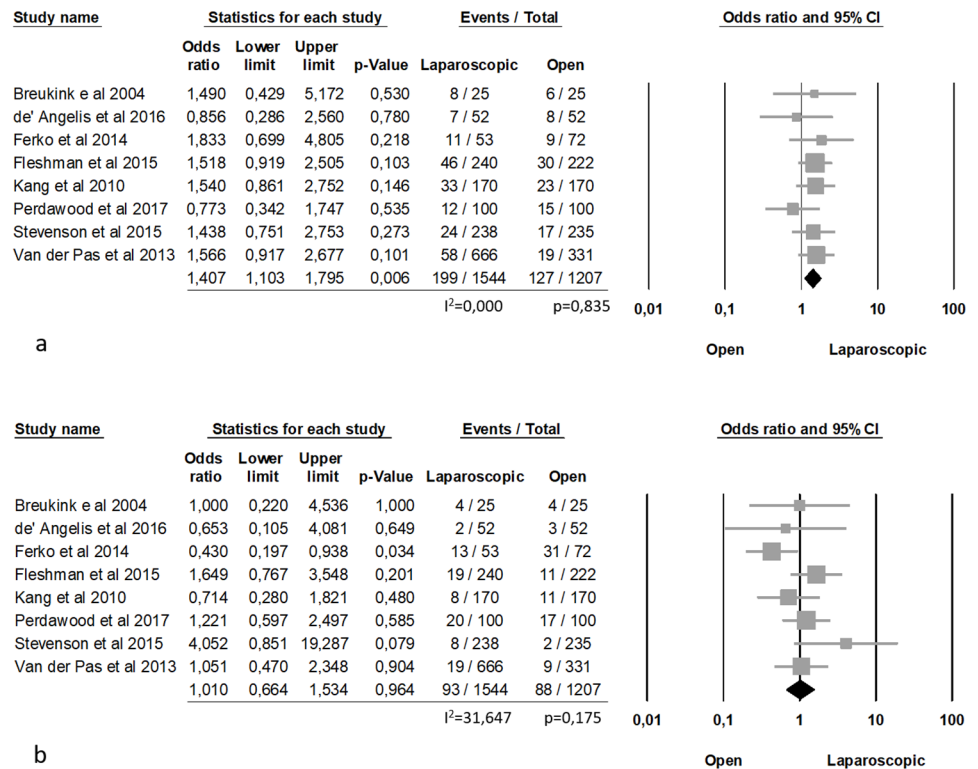 Study name Statistics for each study Events / Total Odds ratio and 95% CI
Odds Lower Upper
ratio limit limit p-Value Laparoscopic Open
Breukink e al 2004 1,490 0,429 5,172 0,530 8 / 25 6 / 25
de' Angelis et al 2016 0,856 0,286 2,560 0,780 7 / 52 8 / 52
Ferko et al 2014 1,833 0,699 4,805 0,218 11 / 53 9 / 72
Fleshman et al 2015 1,518 0,919 2,505 0,103 46 / 240 30 / 222
Kang et al 2010 1,540 0,861 2,752 0,146 33 / 170 23 / 170
Perdawood et al 2017 0,773 0,342 1,747 0,535 12 / 100 15 / 100
Stevenson et al 2015 1,438 0,751 2,753 0,273 24 / 238 17 / 235
Van der Pas et al 2013 1,566 0,917 2,677 0,101 58 / 666 19 / 331
1,407 1,103 1,795 0,006 199 / 1544 127 / 1207
I²=0,000 p=0,835
0,01 0,1 1 10 100
a
Open Laparoscopic
Study name Statistics for each study Events / Total Odds ratio and 95% CI
Odds Lower Upper
ratio limit limit p-Value Laparoscopic Open
Breukink e al 2004 1,000 0,220 4,536 1,000 4 / 25 4 / 25
de' Angelis et al 2016 0,653 0,105 4,081 0,649 2 / 52 3 / 52
Ferko et al 2014 0,430 0,197 0,938 0,034 13 / 53 31 / 72
Fleshman et al 2015 1,649 0,767 3,548 0,201 19 / 240 11 / 222
Kang et al 2010 0,714 0,280 1,821 0,480 8 / 170 11 / 170
Perdawood et al 2017 1,221 0,597 2,497 0,585 20 / 100 17 / 100
Stevenson et al 2015 4,052 0,851 19,287 0,079 8 / 238 2 / 235
Van der Pas et al 2013 1,051 0,470 2,348 0,904 19 / 666 9 / 331
1,010 0,664 1,534 0,964 93 / 1544 88 / 1207
I²=31,647 p=0,175
0,01 0,1 1 10 100
b
Open Laparoscopic